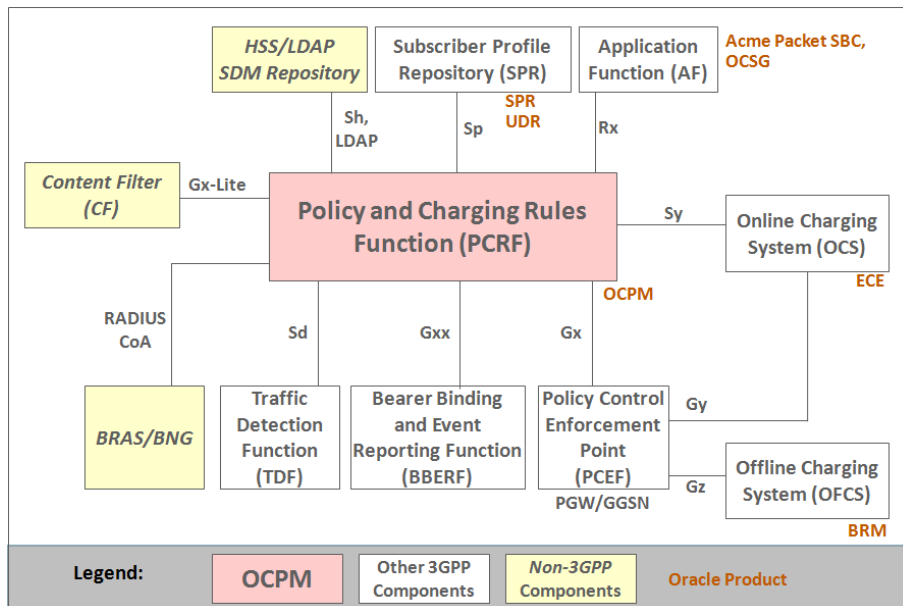 HSS/LDAP
SDM Repository
Subscriber Profile
Repository (SPR)
Application
Function (AF)
Acme Packet SBC,
OCSG
SPR
UDR
Sh,
LDAP
Sp
Rx
Content Filter
(CF)
Gx-Lite
Policy and Charging Rules
Function (PCRF)
Sy
Online Charging
System (OCS)
ECE
OCPM
RADIUS
CoA
Sd
Gxx
Gx
BRAS/BNG
Traffic
Detection
Function
(TDF)
Bearer Binding
and Event
Reporting Function
(BBERF)
Policy Control
Enforcement
Point
(PCEF)
PGW/GGSN
Gy
Gz
Offline Charging
System (OFCS)
BRM
Legend:
OCPM
Other 3GPP
Components
Non-3GPP
Components
Oracle Product